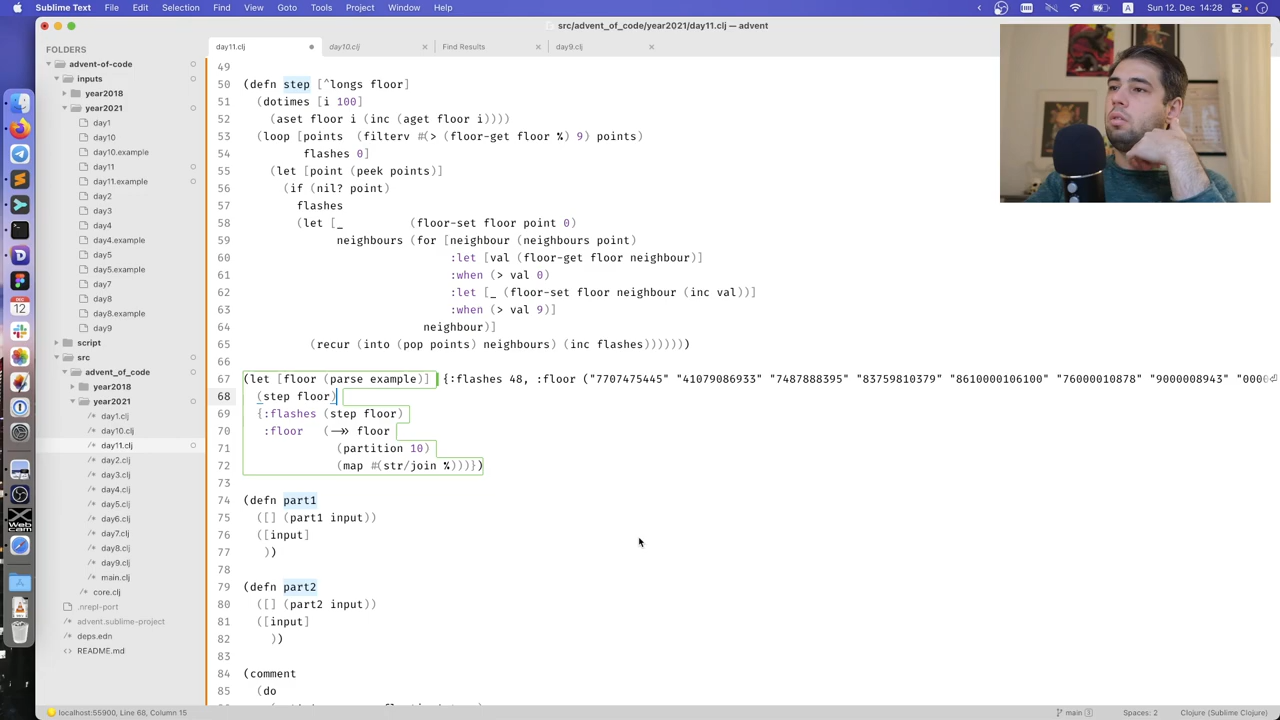 Sublime Text File Edit Selection Find View Goto Tools Project Window Help
Sunday 12. Dec 14:28
src/advent_of_code/year2021/day11.clj — advent
FOLDERS
advent-of-code
inputs
year2018
year2021
day1
day10
day10.example
day11
day11.example
day2
day3
day4
day4.example
day5
day5.example
day7
day8
day8.example
day9
script
src
advent_of_code
year2018
year2021
/* day1.clj
/* day10.clj
/* day11.clj
/* day2.clj
/* day3.clj
/* day4.clj
/* day5.clj
/* day6.clj
/* day7.clj
/* day8.clj
/* day9.clj
/* main.clj
/* core.clj
.nrepl-port
advent.sublime-project
/* deps.edn
<> README.md
day11.clj
day10.clj
Find Results
day9.clj
49
50 (defn step [^longs floor]
51 (dotimes [i 100]
52 (aset floor i (inc (aget floor i))))
53 (loop [points (filterv #(> (floor-get floor %) 9) points)
54 flashes 0]
55 (let [point (peek points)]
56 (if (nil? point)
57 flashes
58 (let [_ (floor-set floor point 0)
59 neighbours (for [neighbour (neighbours point)
60 :let [val (floor-get floor neighbour)]
61 :when (> val 0)
62 :let [_ (floor-set floor neighbour (inc val))]
63 :when (> val 9)]
64 neighbour)]
65 (recur (into (pop points) neighbours) (inc flashes))))))
66
67 (let [floor (parse example)] {:flashes 48, :floor ("7707475445" "41079086933" "7487888395" "83759810379" "8610000106100" "76000010878" "9000008943" "0000
68 (step floor)
69 {:flashes (step floor)
70 :floor (->> floor
71 (partition 10)
72 (map #(str/join %)))})
73
74 (defn part1
75 ([] (part1 input))
76 ([input]
77 ))
78
79 (defn part2
80 ([] (part2 input))
81 ([input]
82 ))
83
84 (comment
85 (do
localhost:55900, Line 68, Column 15
main 3
Spaces: 2
Clojure (Sublime Clojure)